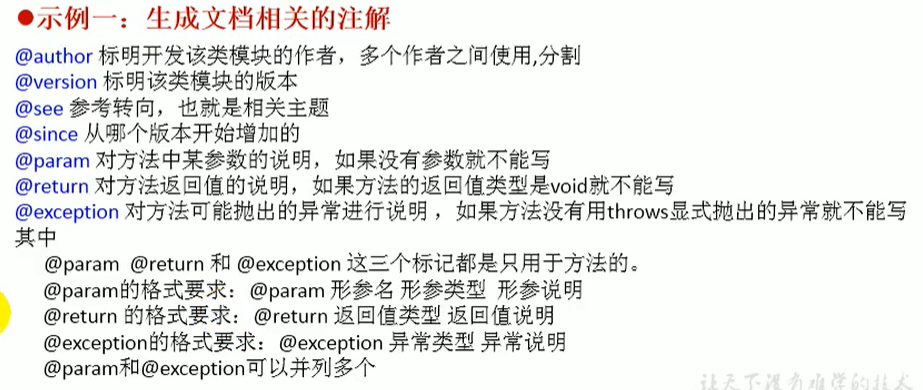 ●示例一：生成文档相关的注解
@author 标明开发该类模块的作者，多个作者之间使用,分割
@version 标明该类模块的版本
@see 参考转向，也就是相关主题
@since 从哪个版本开始增加的
@param 对方法中某参数的说明，如果没有参数就不能写
@return 对方法返回值的说明，如果方法的返回值类型是void就不能写
@exception 对方法可能抛出的异常进行说明 ，如果方法没有用throws显式抛出的异常就不能写
其中
@param @return 和 @exception 这三个标记都是只用于方法的。
@param的格式要求：@param 形参名 形参类型 形参说明
@return 的格式要求：@return 返回值类型 返回值说明
@exception的格式要求：@exception 异常类型 异常说明
@param和@exception可以并列多个
让天下没有难学的技术